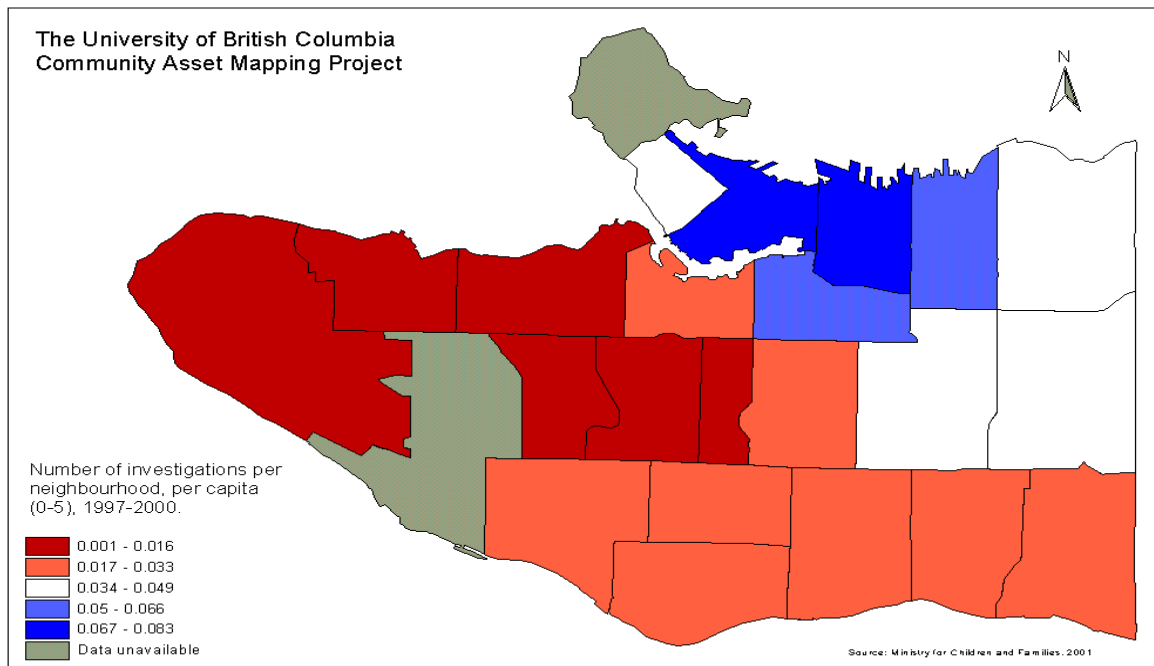 The University of British Columbia
Community Asset Mapping Project
N
Number of investigations per
neighbourhood, per capita
(0-5), 1997-2000.
0.001 - 0.016
0.017 - 0.033
0.034 - 0.049
0.05 - 0.066
0.067 - 0.083
Data unavailable
Source: Ministry for Children and Families, 2001